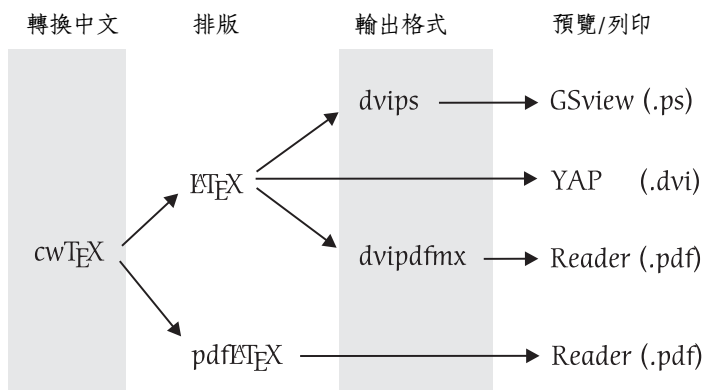 轉換中文 排版 輸出格式 預覽/列印
dvips GSview (.ps)
LATEX YAP (.dvi)
cwTEX dvipdfmx Reader (.pdf)
pdfLATEX Reader (.pdf)